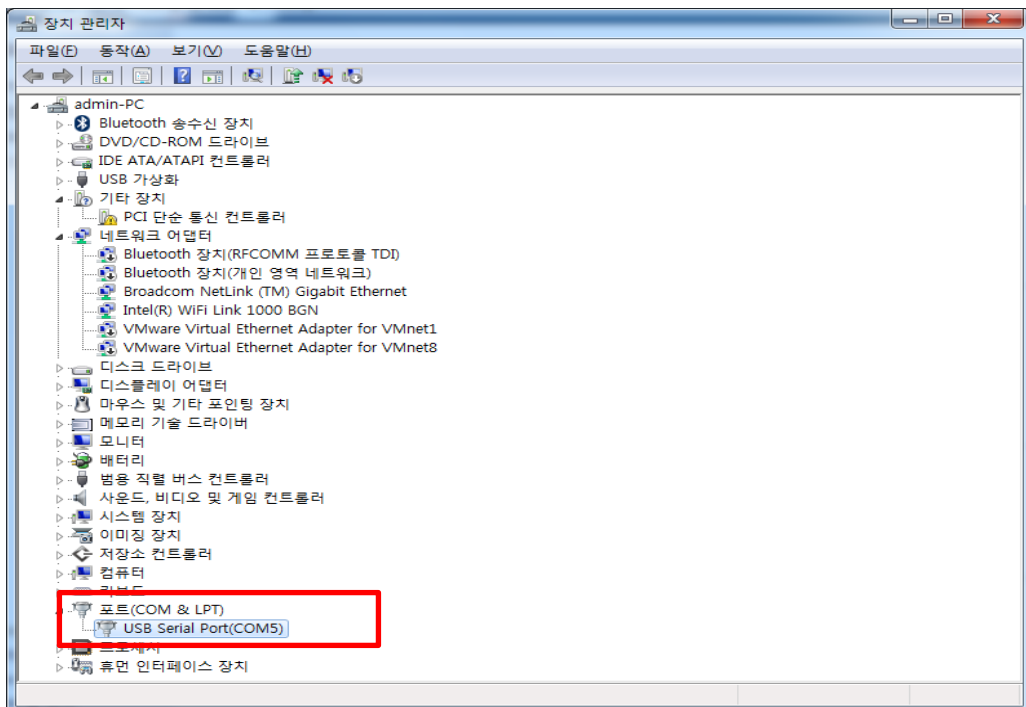 장치 관리자
파일(F) 동작(A) 보기(V) 도움말(H)
admin-PC
Bluetooth 송수신 장치
DVD/CD-ROM 드라이브
IDE ATA/ATAPI 컨트롤러
USB 가상화
기타 장치
PCI 단순 통신 컨트롤러
네트워크 어댑터
Bluetooth 장치(RFCOMM 프로토콜 TDI)
Bluetooth 장치(개인 영역 네트워크)
Broadcom NetLink (TM) Gigabit Ethernet
Intel(R) WiFi Link 1000 BGN
VMware Virtual Ethernet Adapter for VMnet1
VMware Virtual Ethernet Adapter for VMnet8
디스크 드라이브
디스플레이 어댑터
마우스 및 기타 포인팅 장치
메모리 기술 드라이버
모니터
배터리
범용 직렬 버스 컨트롤러
사운드, 비디오 및 게임 컨트롤러
시스템 장치
이미징 장치
저장소 컨트롤러
컴퓨터
포트(COM & LPT)
USB Serial Port(COM5)
프로세서
휴먼 인터페이스 장치